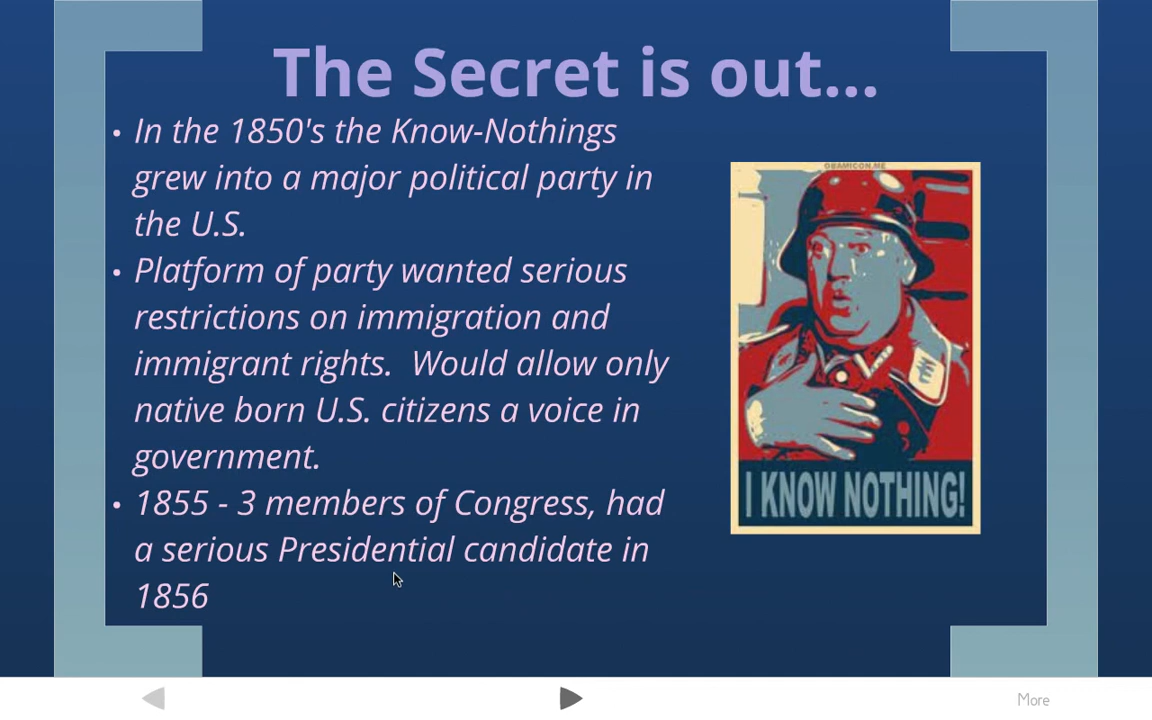 The Secret is out...
• In the 1850's the Know-Nothings
grew into a major political party in
the U.S.
• Platform of party wanted serious
restrictions on immigration and
immigrant rights.  Would allow only
native born U.S. citizens a voice in
government.
• 1855 - 3 members of Congress, had
a serious Presidential candidate in
1856
OBAMICON.ME
I KNOW NOTHING!
More